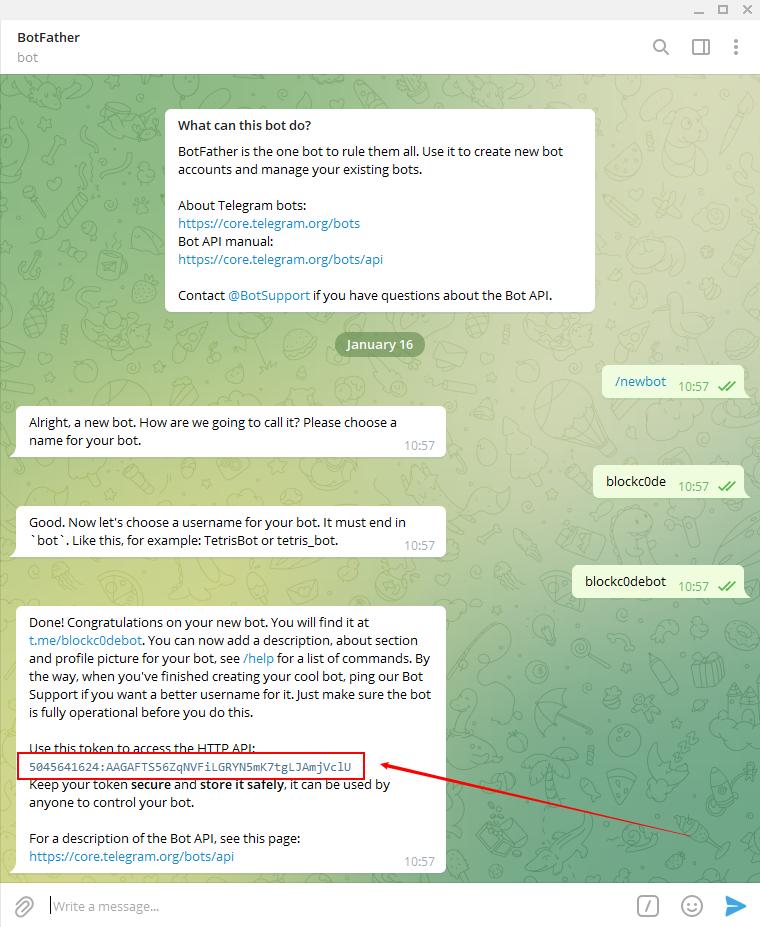 BotFather
bot
What can this bot do?
BotFather is the one bot to rule them all. Use it to create new bot
accounts and manage your existing bots.
About Telegram bots:
https://core.telegram.org/bots
Bot API manual:
https://core.telegram.org/bots/api
Contact @BotSupport if you have questions about the Bot API.
January 16
/newbot 10:57
Alright, a new bot. How are we going to call it? Please choose a
name for your bot. 10:57
blockc0de 10:57
Good. Now let's choose a username for your bot. It must end in
`bot`. Like this, for example: TetrisBot or tetris_bot. 10:57
blockc0debot 10:57
Done! Congratulations on your new bot. You will find it at
t.me/blockc0debot. You can now add a description, about section
and profile picture for your bot, see /help for a list of commands. By
the way, when you've finished creating your cool bot, ping our Bot
Support if you want a better username for it. Just make sure the bot
is fully operational before you do this.
Use this token to access the HTTP API:
5045641624:AAGAFTS56ZqNVFiLGRYN5mK7tgLJAmjVclU
Keep your token secure and store it safely, it can be used by
anyone to control your bot.
For a description of the Bot API, see this page:
https://core.telegram.org/bots/api 10:57
Write a message...